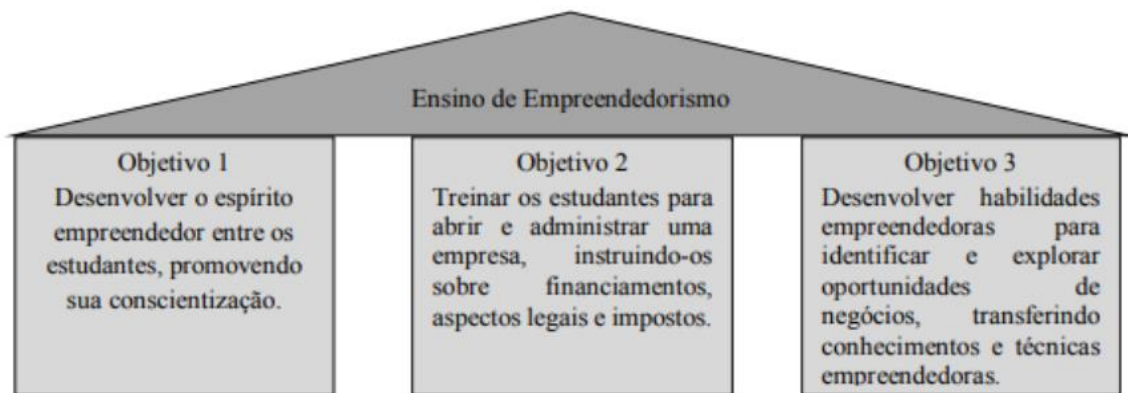 Ensino de Empreendedorismo
Objetivo 1
Desenvolver o espírito
empreendedor entre os
estudantes, promovendo
sua conscientização.
Objetivo 2
Treinar os estudantes para
abrir e administrar uma
empresa, instruindo-os
sobre financiamentos,
aspectos legais e impostos.
Objetivo 3
Desenvolver habilidades
empreendedoras para
identificar e explorar
oportunidades de
negócios, transferindo
conhecimentos e técnicas
empreendedoras.